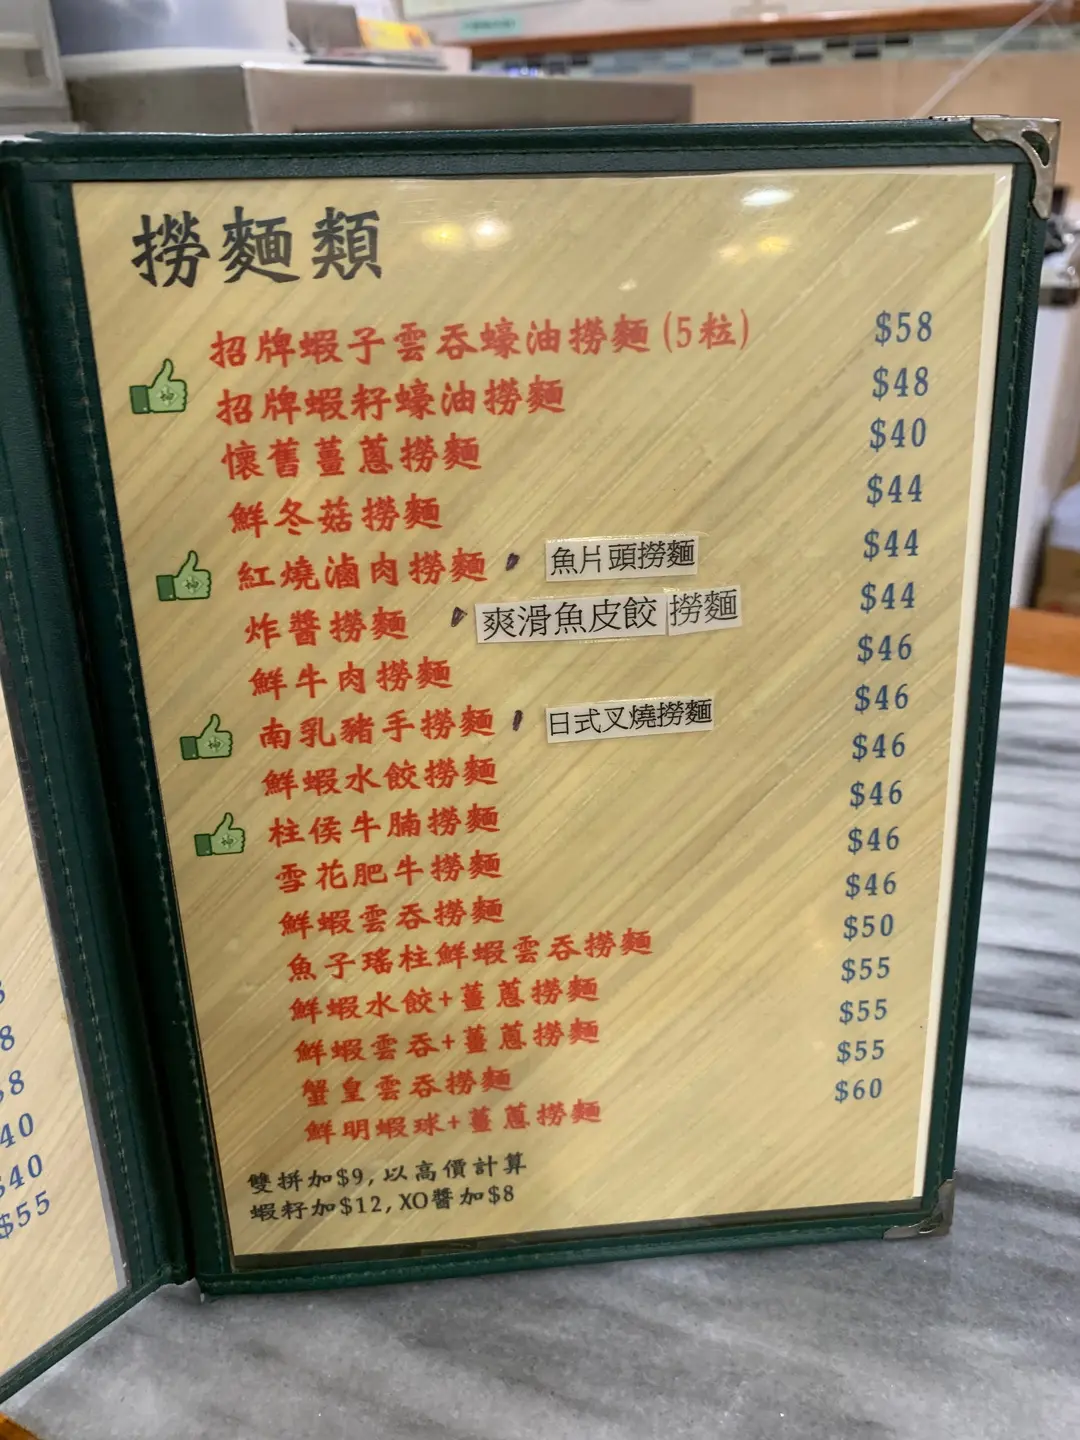 撈麵類
招牌蝦子雲吞蠔油撈麵(5粒) $58
招牌蝦籽蠔油撈麵 $48
懷舊薑蔥撈麵 $40
鮮冬菇撈麵 $44
紅燒滷肉撈麵 魚片頭撈麵 $44
炸醬撈麵 爽滑魚皮餃撈麵 $44
鮮牛肉撈麵 $46
南乳豬手撈麵 日式叉燒撈麵 $46
鮮蝦水餃撈麵 $46
柱侯牛腩撈麵 $46
雪花肥牛撈麵 $46
鮮蝦雲吞撈麵 $46
魚子瑤柱鮮蝦雲吞撈麵 $50
鮮蝦水餃+薑蔥撈麵 $55
鮮蝦雲吞+薑蔥撈麵 $55
蟹皇雲吞撈麵 $55
鮮明蝦球+薑蔥撈麵 $60
雙拼加$9,以高價計算
蝦籽加$12,XO醬加$8
$40
$55